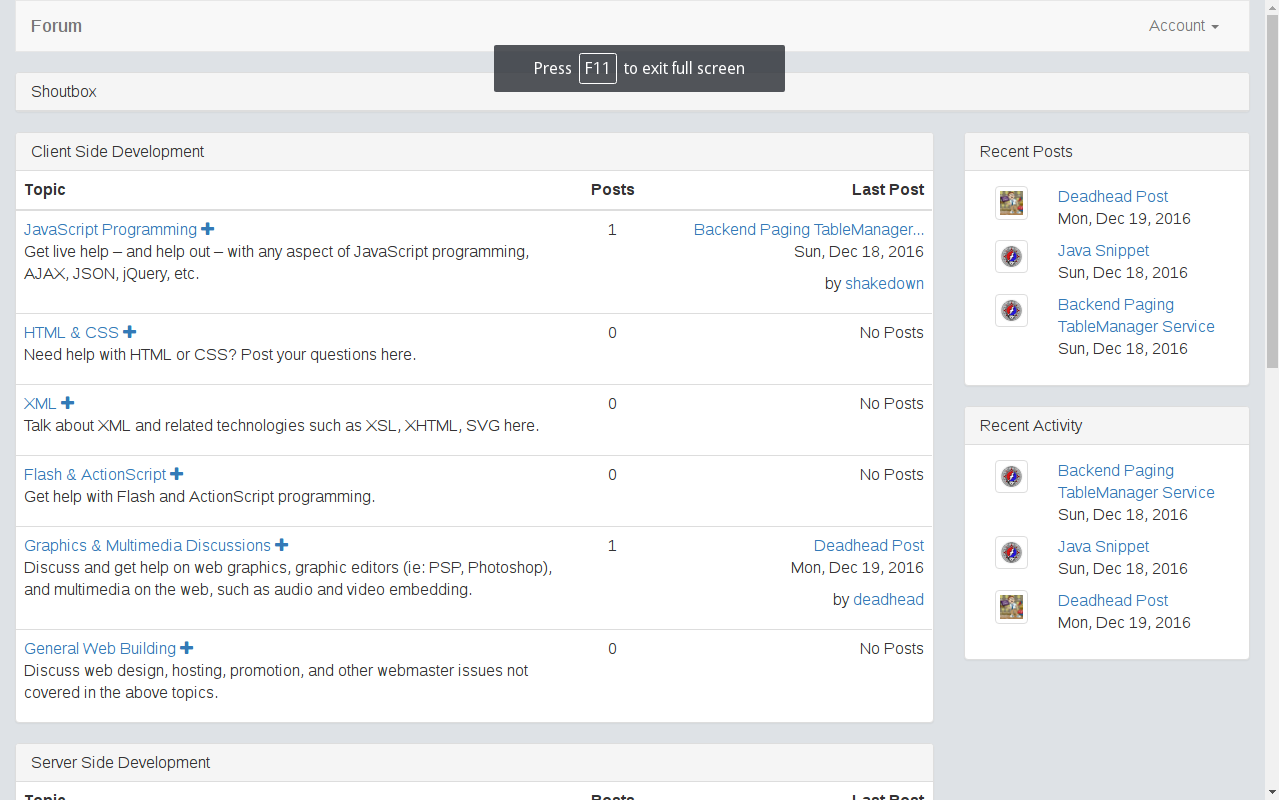 Forum
Account
Press F11 to exit full screen
Shoutbox
Client Side Development
Topic Posts Last Post
JavaScript Programming 1 Backend Paging TableManager...
Get live help – and help out – with any aspect of JavaScript programming, Sun, Dec 18, 2016
AJAX, JSON, jQuery, etc.
by shakedown
HTML & CSS 0 No Posts
Need help with HTML or CSS? Post your questions here.
XML 0 No Posts
Talk about XML and related technologies such as XSL, XHTML, SVG here.
Flash & ActionScript 0 No Posts
Get help with Flash and ActionScript programming.
Graphics & Multimedia Discussions 1 Deadhead Post
Discuss and get help on web graphics, graphic editors (ie: PSP, Photoshop), Mon, Dec 19, 2016
and multimedia on the web, such as audio and video embedding.
by deadhead
General Web Building 0 No Posts
Discuss web design, hosting, promotion, and other webmaster issues not
covered in the above topics.
Server Side Development
Topic Posts Last Post
Recent Posts
Deadhead Post
Mon, Dec 19, 2016
Java Snippet
Sun, Dec 18, 2016
Backend Paging
TableManager Service
Sun, Dec 18, 2016
Recent Activity
Backend Paging
TableManager Service
Sun, Dec 18, 2016
Java Snippet
Sun, Dec 18, 2016
Deadhead Post
Mon, Dec 19, 2016